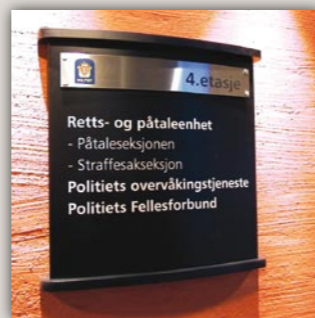 4.etasje
Retts- og påtaleenhet
- Påtaleseksjonen
- Straffesakseksjon
Politiets overvåkingstjeneste
Politiets Fellesforbund